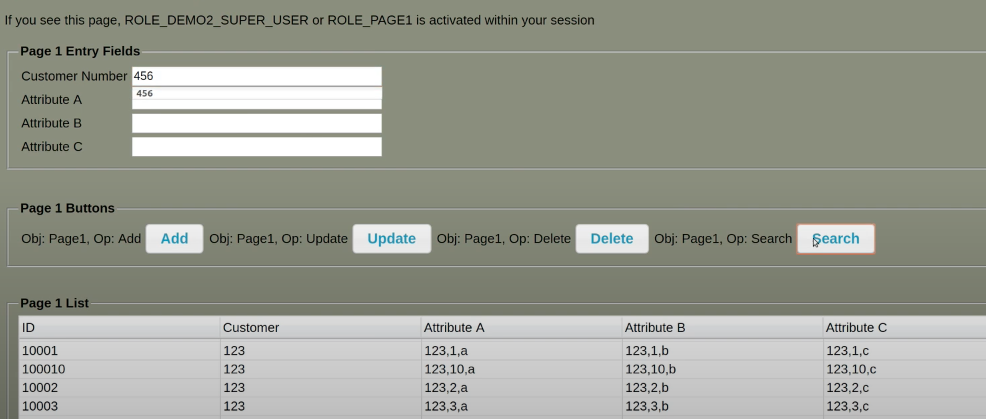 If you see this page, ROLE_DEMO2_SUPER_USER or ROLE_PAGE1 is activated within your session
Page 1 Entry Fields
Customer Number 456
456
Attribute A
Attribute B
Attribute C
Page 1 Buttons
Obj: Page1, Op: Add Add Obj: Page1, Op: Update Update Obj: Page1, Op: Delete Delete Obj: Page1, Op: Search Search
Page 1 List
ID Customer Attribute A Attribute B Attribute C
10001 123 123,1,a 123,1,b 123,1,c
100010 123 123,10,a 123,10,b 123,10,c
10002 123 123,2,a 123,2,b 123,2,c
10003 123 123,3,a 123,3,b 123,3,c